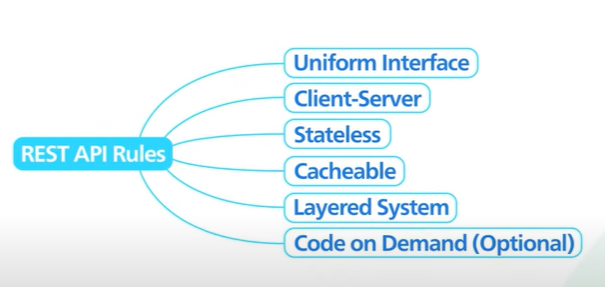 REST API Rules
Uniform Interface
Client-Server
Stateless
Cacheable
Layered System
Code on Demand (Optional)